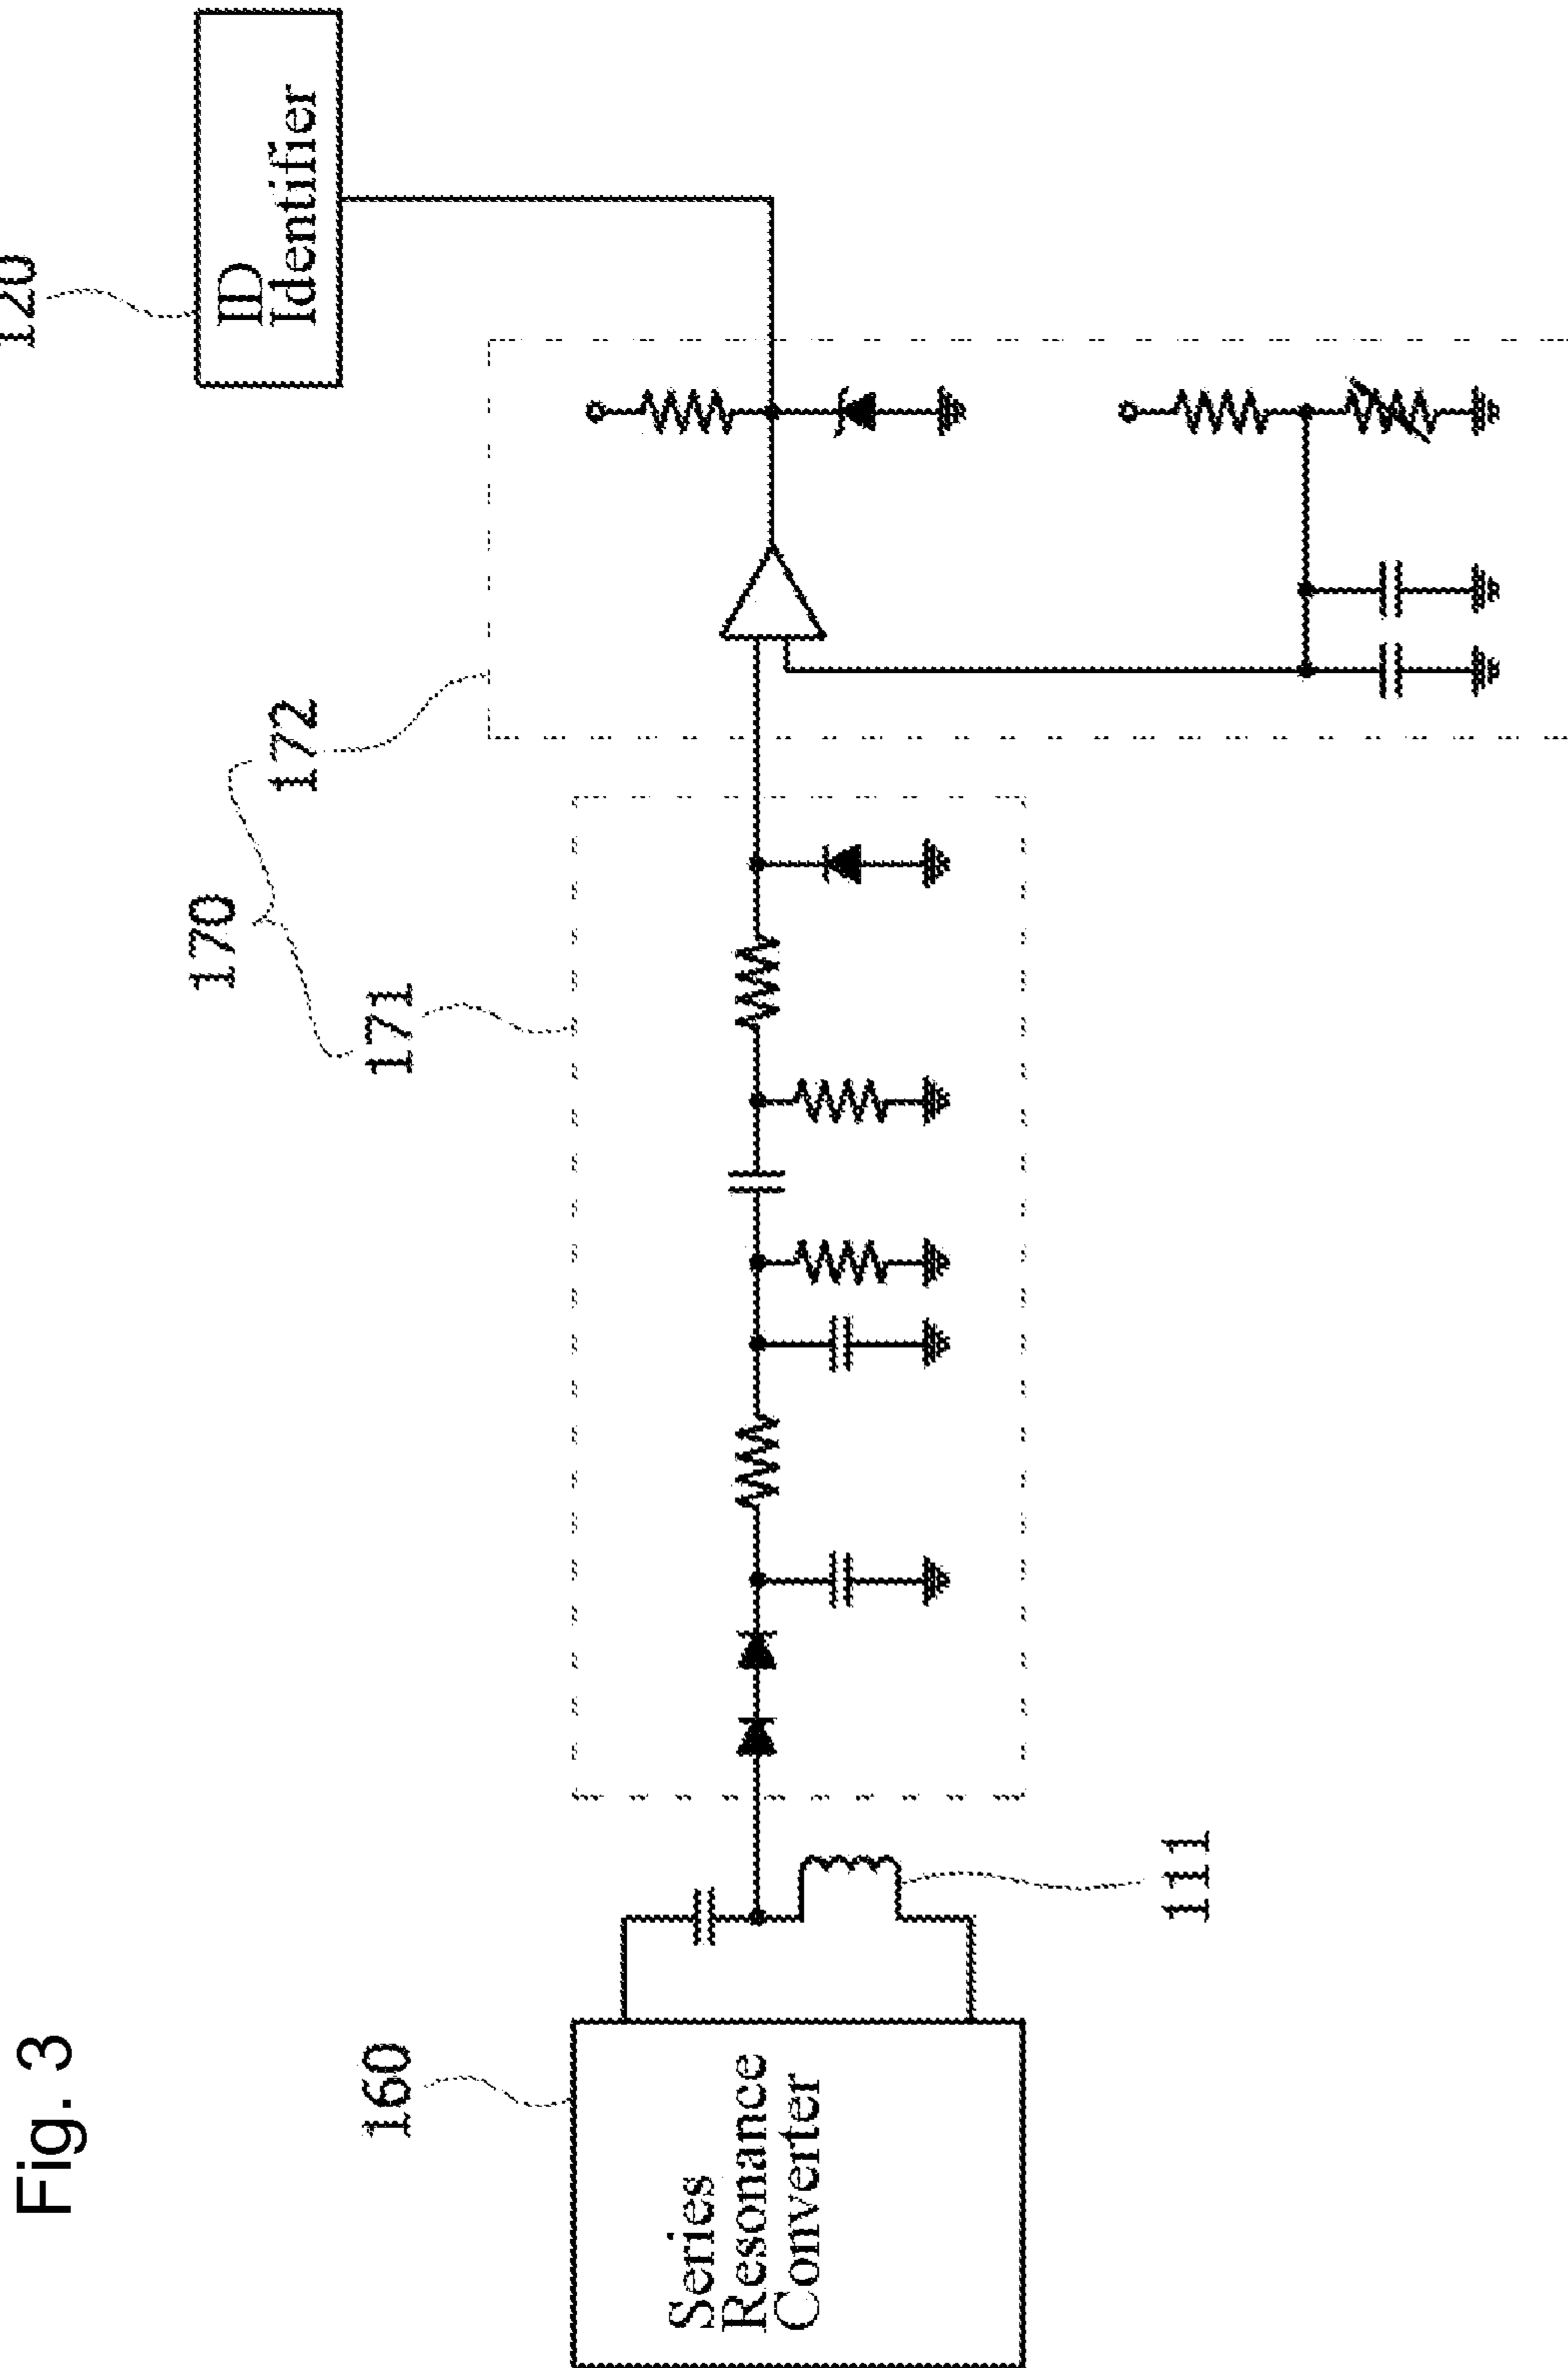 Fig. 3
120
ID
Identifier
170
172
171
160
Series
Resonance
Converter
111